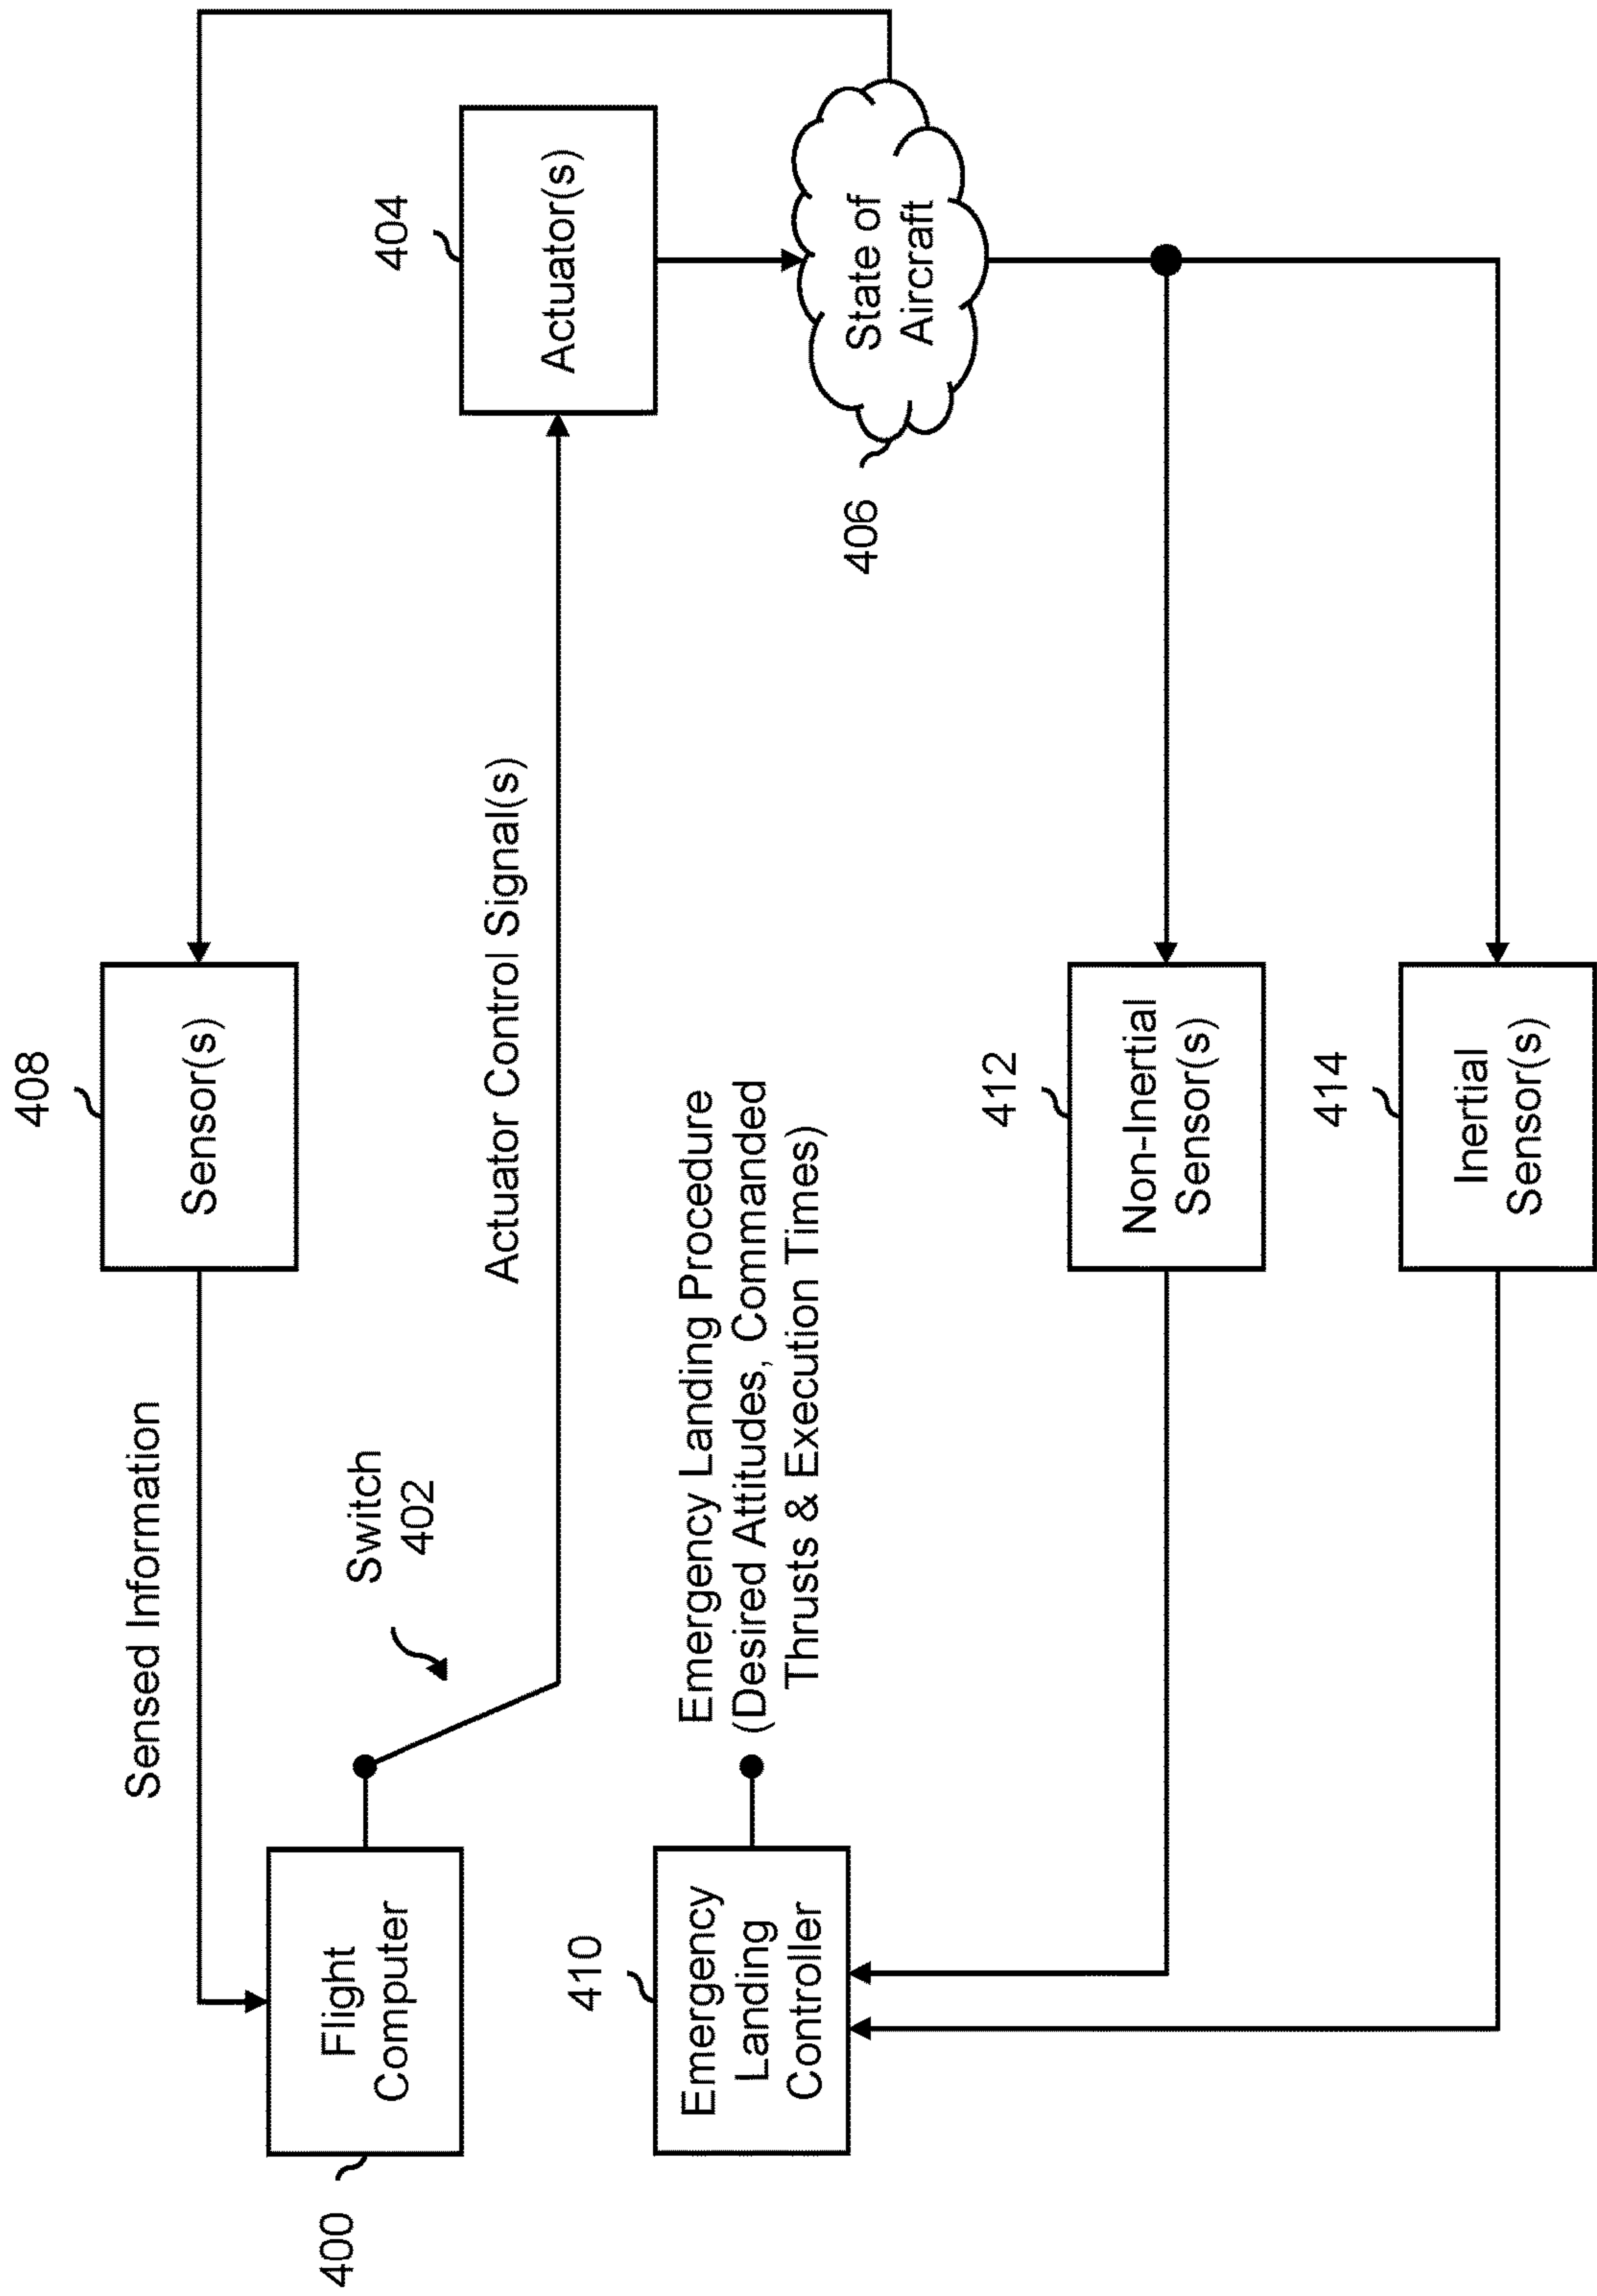 408
Sensor(s)
Sensed Information
400
Flight
Computer
Switch
402
Actuator Control Signal(s)
404
Actuator(s)
410
Emergency
Landing
Controller
Emergency Landing Procedure
(Desired Attitudes, Commanded
Thrusts & Execution Times)
406
State of
Aircraft
412
Non-Inertial
Sensor(s)
414
Inertial
Sensor(s)